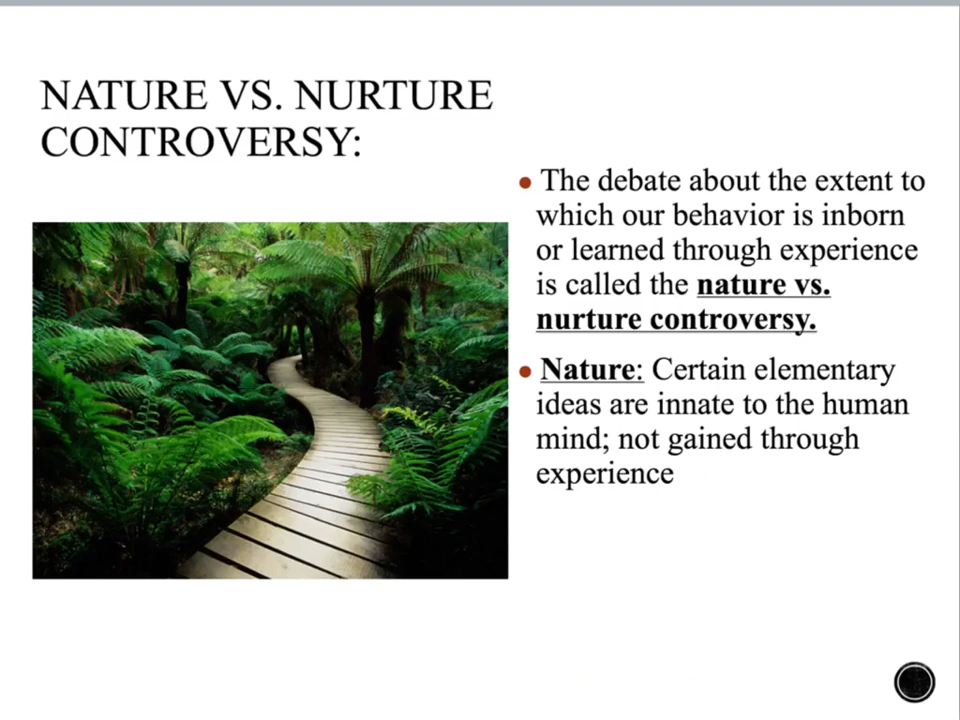 NATURE VS. NURTURE
CONTROVERSY:
The debate about the extent to
which our behavior is inborn
or learned through experience
is called the nature vs.
nurture controversy.
Nature: Certain elementary
ideas are innate to the human
mind; not gained through
experience